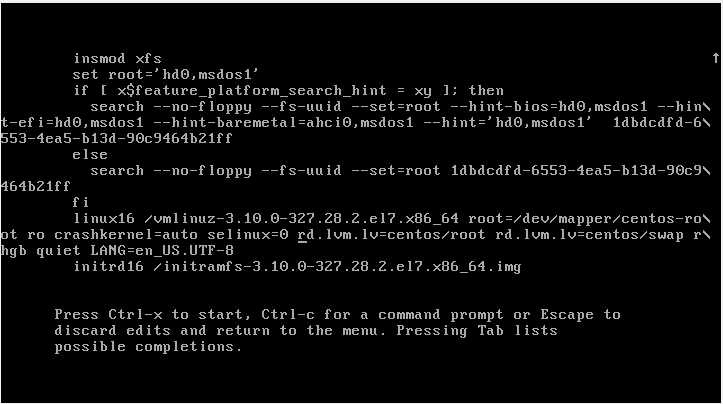 insmod xfs
↑
set root='hd0,msdos1'
if [ x$feature_platform_search_hint = xy ]; then
search --no-floppy --fs-uuid --set=root --hint-bios=hd0,msdos1 --hin\
t-efi=hd0,msdos1 --hint-baremetal=ahci0,msdos1 --hint='hd0,msdos1'  1dbdcdfd-6\
553-4ea5-b13d-90c9464b21ff
else
search --no-floppy --fs-uuid --set=root 1dbdcdfd-6553-4ea5-b13d-90c9\
464b21ff
fi
linux16 /vmlinuz-3.10.0-327.28.2.el7.x86_64 root=/dev/mapper/centos-ro\
ot ro crashkernel=auto selinux=0 rd.lvm.lv=centos/root rd.lvm.lv=centos/swap r\
hgb quiet LANG=en_US.UTF-8
initrd16 /initramfs-3.10.0-327.28.2.el7.x86_64.img
Press Ctrl-x to start, Ctrl-c for a command prompt or Escape to
discard edits and return to the menu. Pressing Tab lists
possible completions.